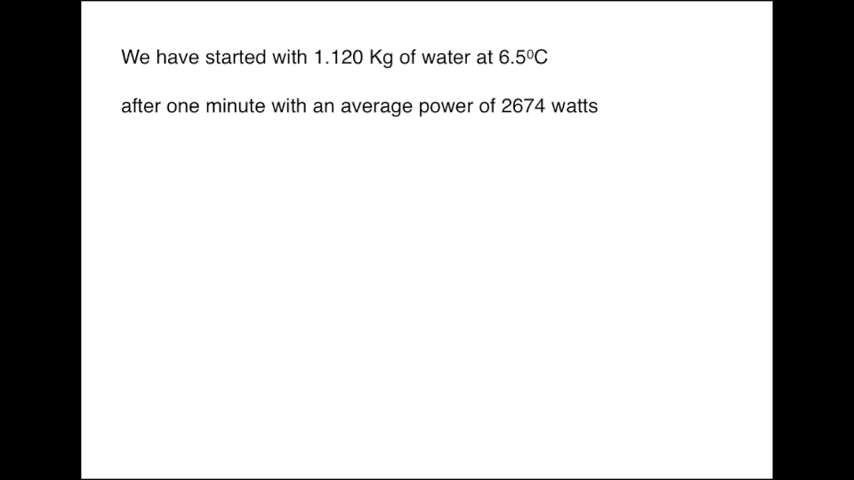 We have started with 1.120 Kg of water at 6.5⁰C
after one minute with an average power of 2674 watts